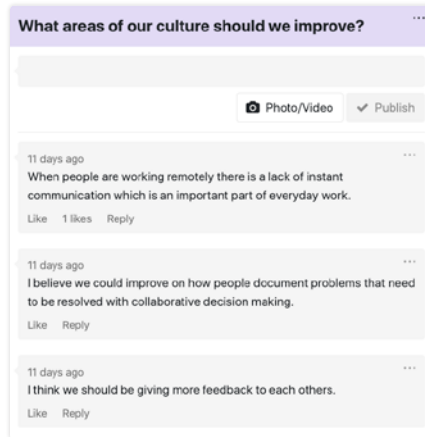 What areas of our culture should we improve?
Photo/Video
Publish
11 days ago
When people are working remotely there is a lack of instant
communication which is an important part of everyday work.
Like 1 likes Reply
11 days ago
I believe we could improve on how people document problems that need
to be resolved with collaborative decision making.
Like Reply
11 days ago
I think we should be giving more feedback to each others.
Like Reply